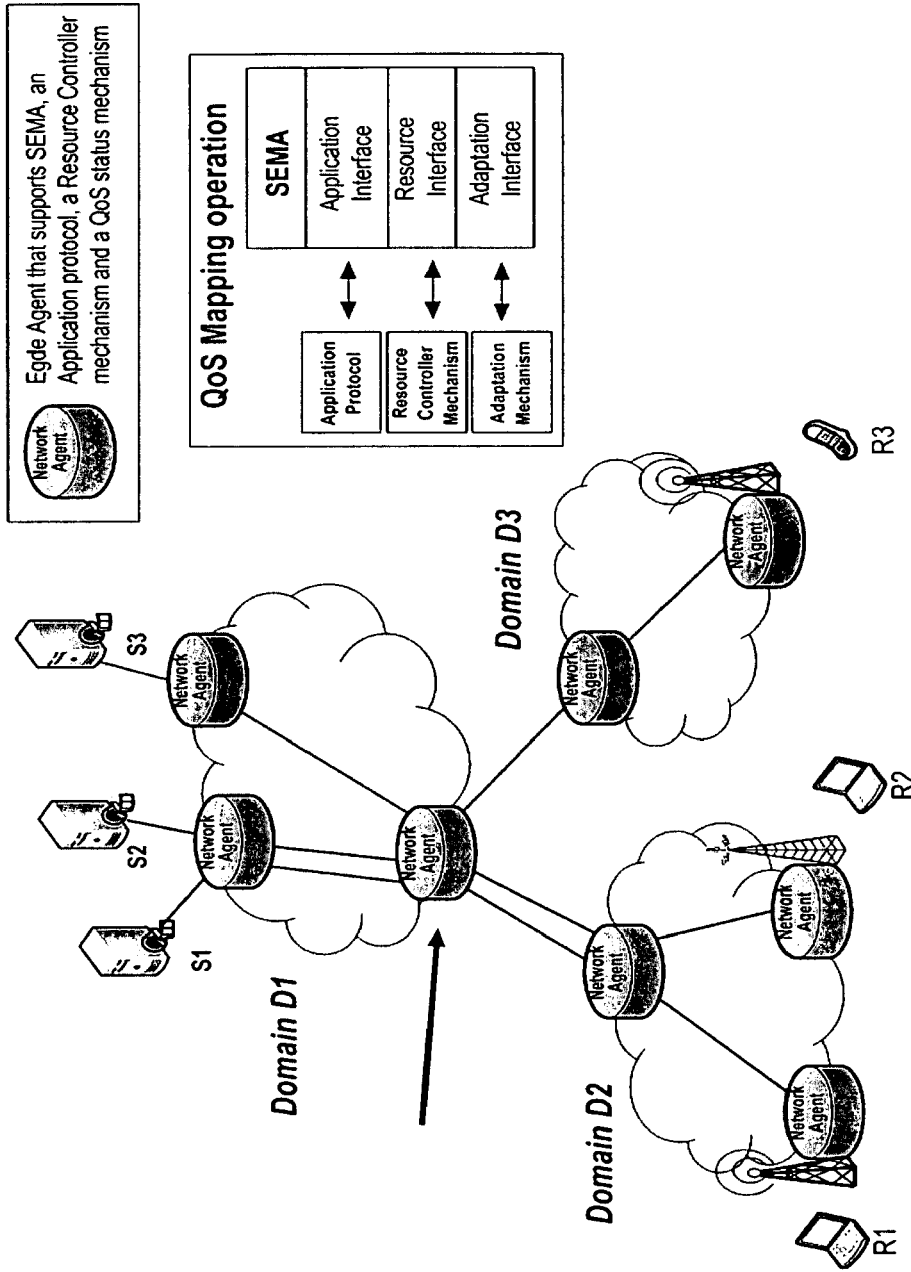 Network
Agent
Egde Agent that supports SEMA, an
Application protocol, a Resource Controller
mechanism and a QoS status mechanism
QoS Mapping operation
Application
Protocol
Resource
Controller
Mechanism
Adaptation
Mechanism
SEMA
Application
Interface
Resource
Interface
Adaptation
Interface
S1
S2
S3
Domain D1
Network
Agent
Network
Agent
Network
Agent
Domain D2
Network
Agent
Network
Agent
Network
Agent
Domain D3
Network
Agent
Network
Agent
R1
R2
R3